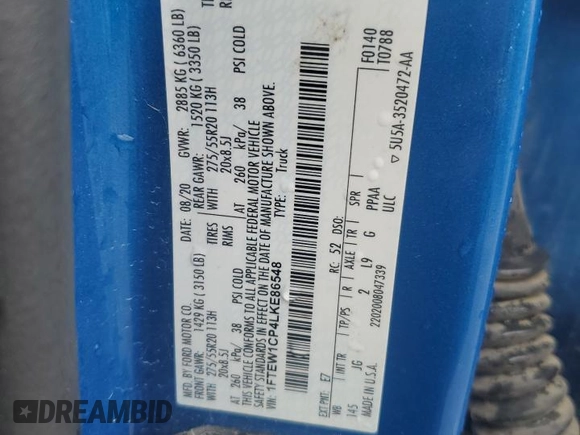 MFD. BY FORD MOTOR CO.
DATE: 08/20 GVWR: 2885 KG ( 6360 LB)
FRONT GAWR: 1429 KG ( 3150 LB) REAR GAWR: 1520 KG ( 3350 LB)
WITH 275/55R20 113H TIRES WITH 275/55R20 113H
20x8.5J RIMS 20x8.5J
AT 260 kPa/ 38 PSI COLD AT 260 kPa/ 38 PSI COLD
THIS VEHICLE CONFORMS TO ALL APPLICABLE FEDERAL MOTOR VEHICLE
SAFETY STANDARDS IN EFFECT ON THE DATE OF MANUFACTURE SHOWN ABOVE.
VIN: 1FTEW1CP4LKE86548 TYPE: Truck
F0140
T0788
EXT PNT: E7 RC: 52 DSO:
WB INT TR TP/PS R AXLE TR SPR
145 JG 2 L9 G PPAA
MADE IN U.S.A. ULC
2202008047339
▽ 5U5A-3520472-AA
DREAMBID
Dreambid.com